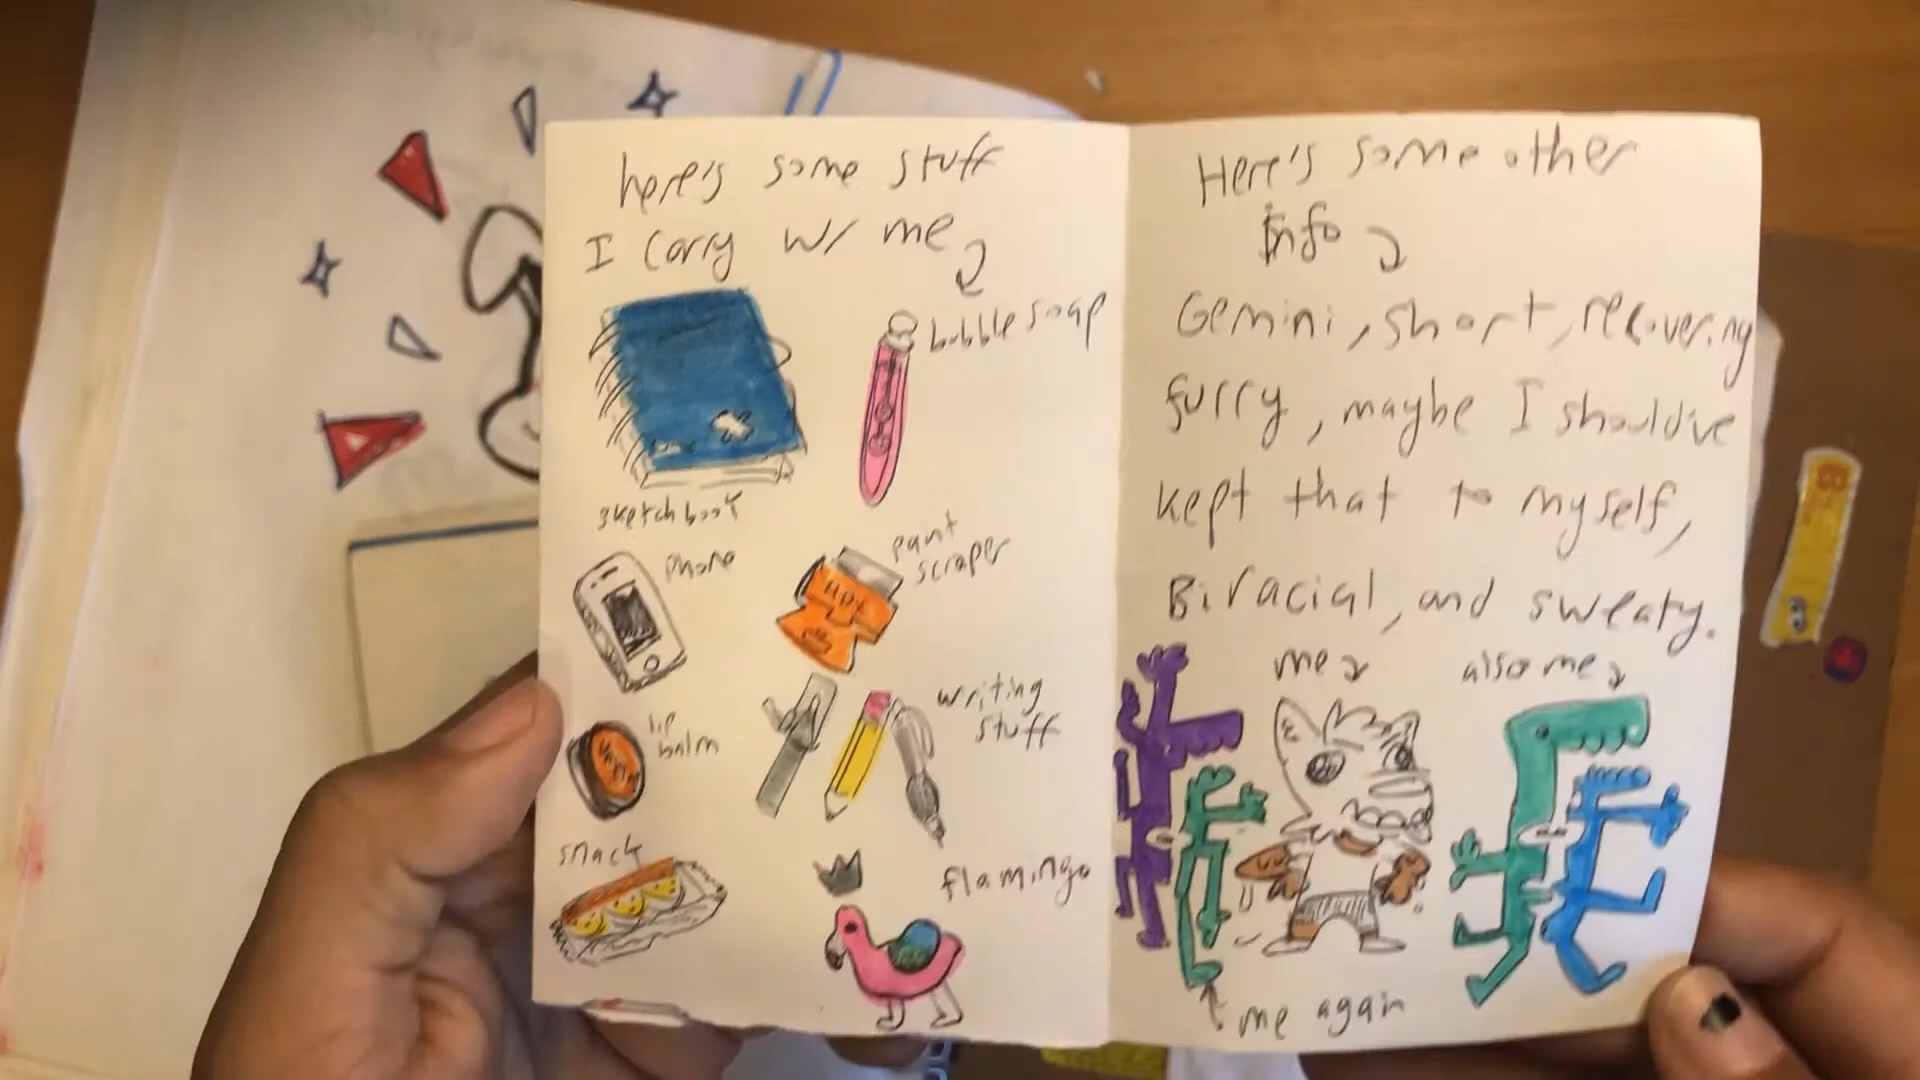 here's some stuff
I carry w/ me
bubble soap
sketchbook
phone
paint
scraper
hot
lip
balm
writing
stuff
snack
flamingo
Here's some other
Info
Gemini, short, recovering
furry, maybe I should've
kept that to myself,
Biracial, and sweaty.
me
also me
me again